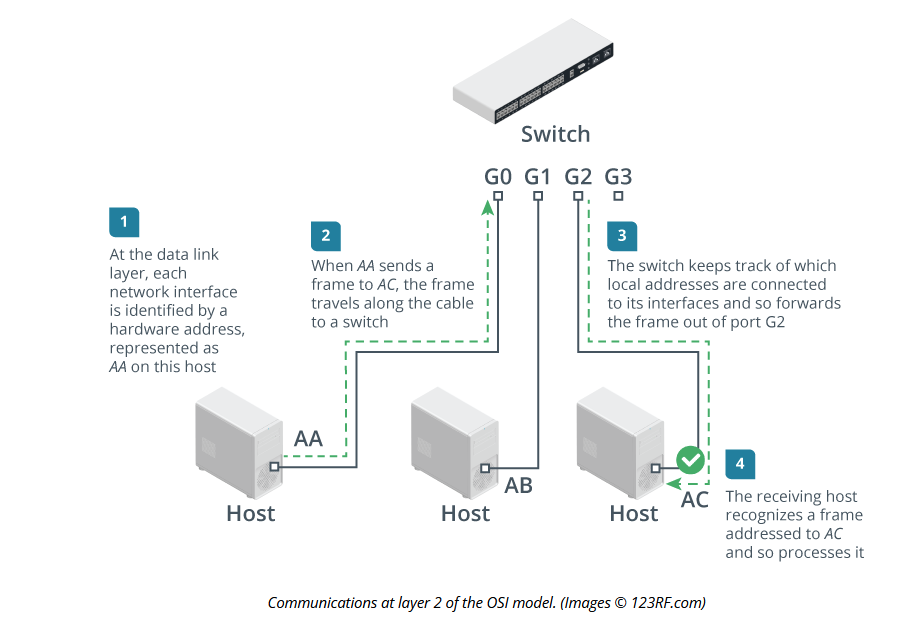 Switch
G0 G1 G2 G3
1
At the data link
layer, each
network interface
is identified by a
hardware address,
represented as
AA on this host
2
When AA sends a
frame to AC, the frame
travels along the cable
to a switch
3
The switch keeps track of which
local addresses are connected
to its interfaces and so forwards
the frame out of port G2
AA
Host
AB
Host
AC
Host
4
The receiving host
recognizes a frame
addressed to AC
and so processes it
Communications at layer 2 of the OSI model. (Images © 123RF.com)